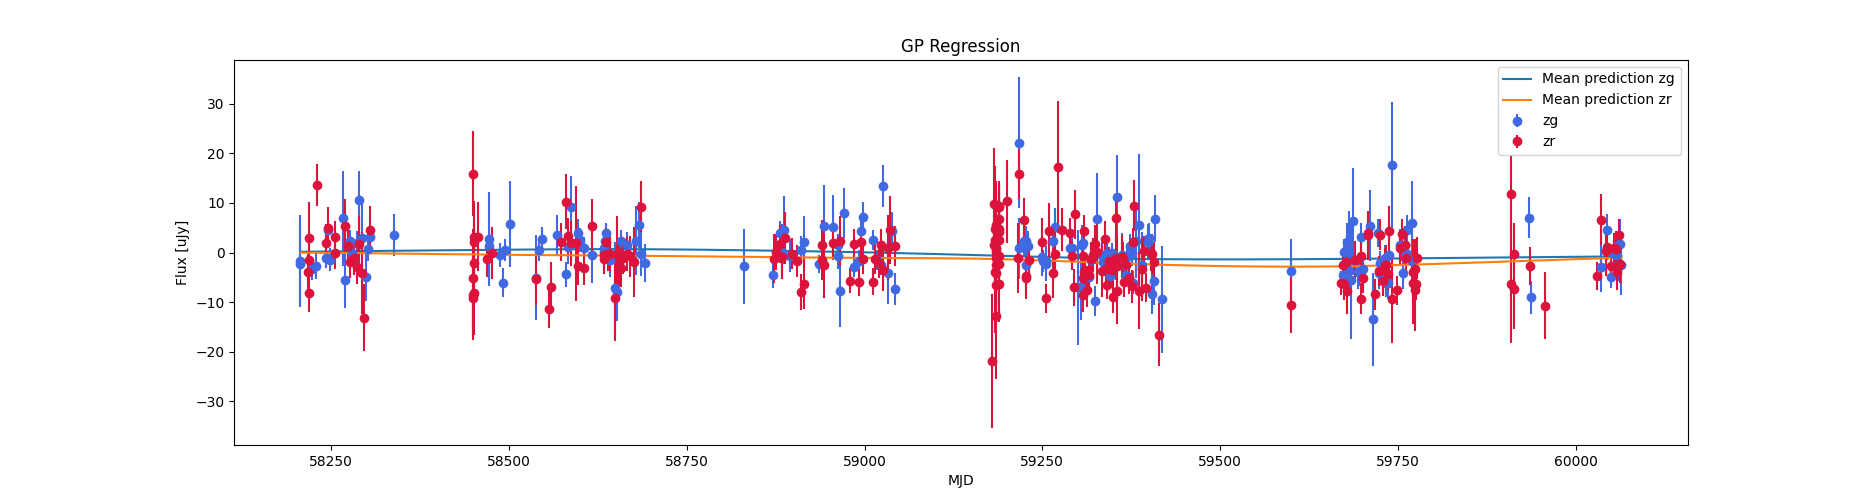 GP Regression
Flux [uJy]
30
20
10
0
−10
−20
−30
58250
58500
58750
59000
59250
59500
59750
60000
MJD
Mean prediction zg
Mean prediction zr
zg
zr